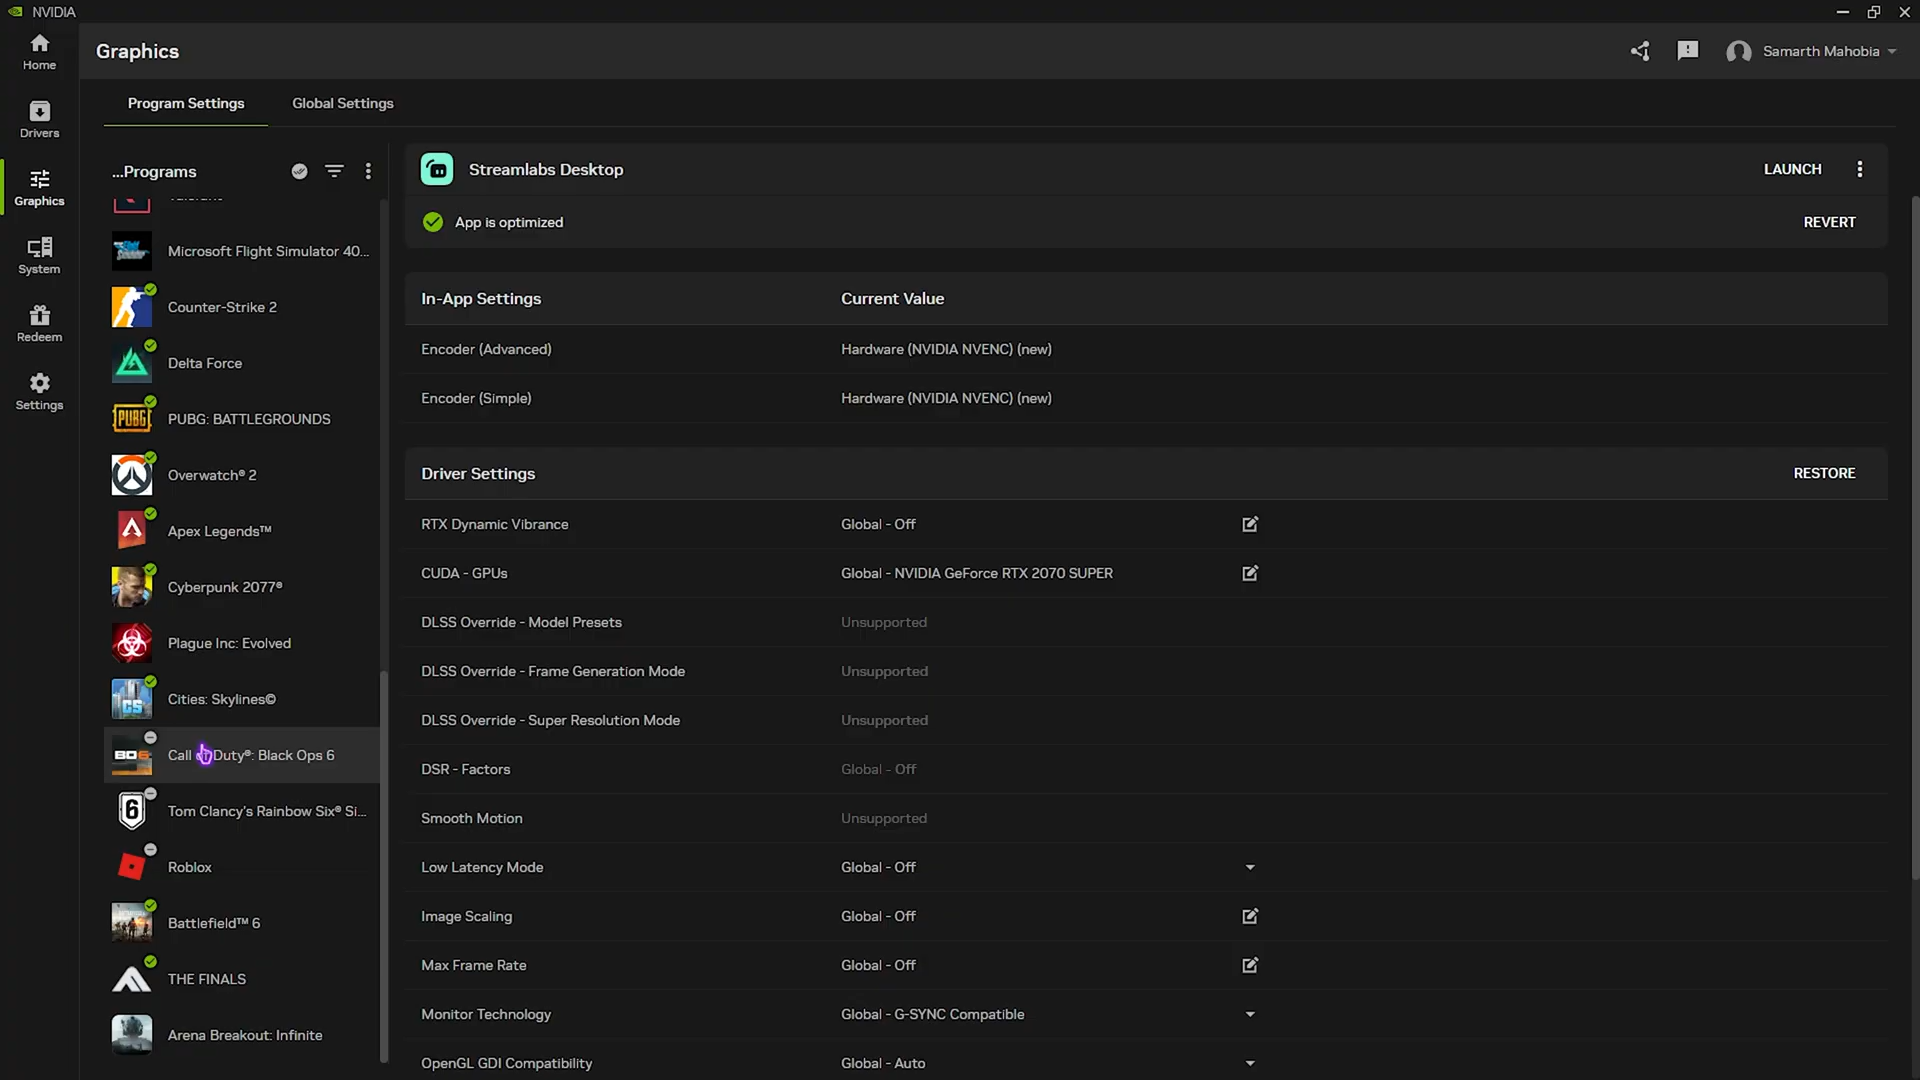 NVIDIA
Home
Graphics
Samarth Mahobia
Program Settings
Global Settings
Drivers
Graphics
System
Redeem
Settings
...Programs
Microsoft Flight Simulator 40...
Counter-Strike 2
Delta Force
PUBG
PUBG: BATTLEGROUNDS
Overwatch® 2
Apex Legends™
Cyberpunk 2077®
Plague Inc: Evolved
CS
Cities: Skylines©
BO6
Call of Duty®: Black Ops 6
6
Tom Clancy's Rainbow Six® Si...
Roblox
Battlefield™ 6
THE FINALS
Arena Breakout: Infinite
Streamlabs Desktop
LAUNCH
App is optimized
REVERT
In-App Settings
Current Value
Encoder (Advanced)
Hardware (NVIDIA NVENC) (new)
Encoder (Simple)
Hardware (NVIDIA NVENC) (new)
Driver Settings
RESTORE
RTX Dynamic Vibrance
Global - Off
CUDA - GPUs
Global - NVIDIA GeForce RTX 2070 SUPER
DLSS Override - Model Presets
Unsupported
DLSS Override - Frame Generation Mode
Unsupported
DLSS Override - Super Resolution Mode
Unsupported
DSR - Factors
Global - Off
Smooth Motion
Unsupported
Low Latency Mode
Global - Off
Image Scaling
Global - Off
Max Frame Rate
Global - Off
Monitor Technology
Global - G-SYNC Compatible
OpenGL GDI Compatibility
Global - Auto